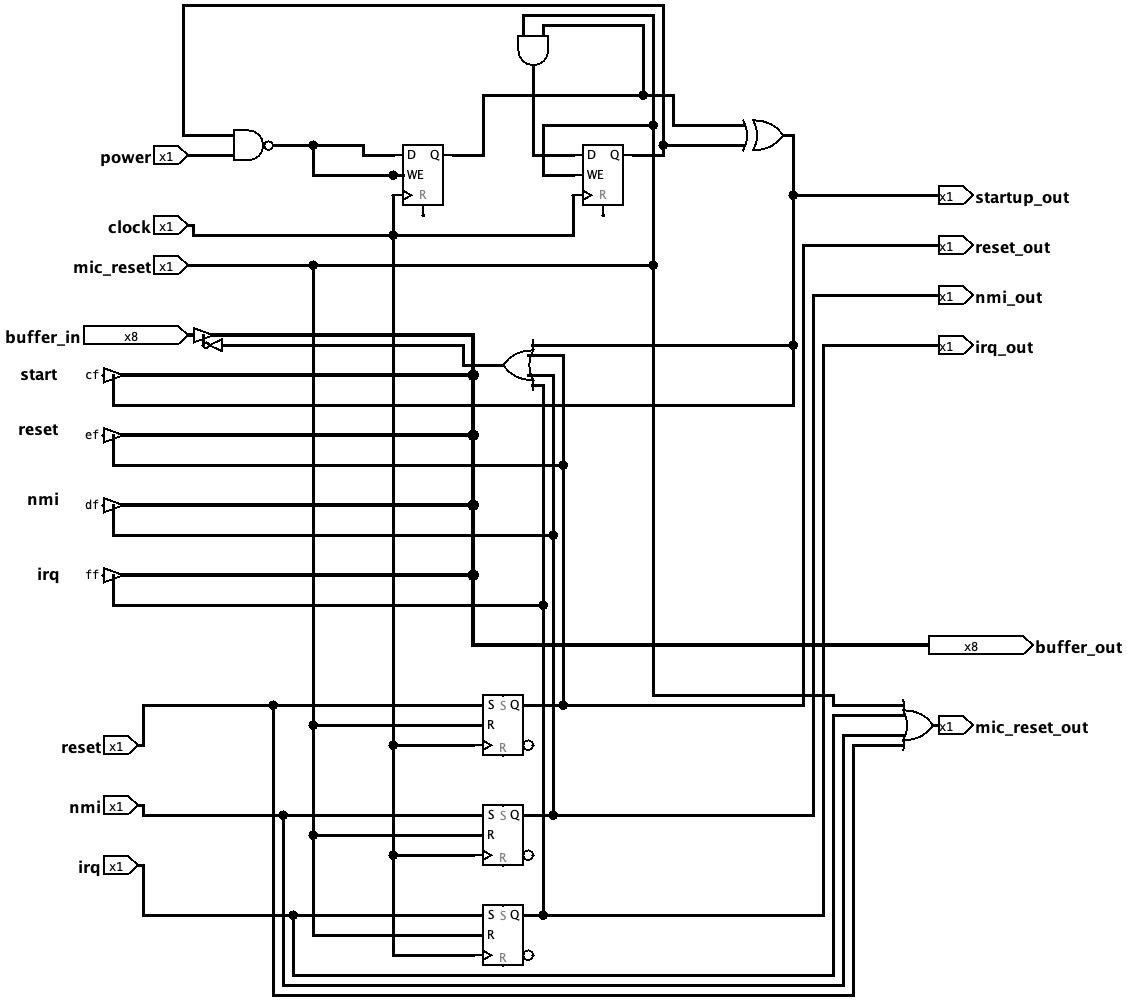 D Q
WE
R
D Q
WE
R
power x1
clock x1
mic_reset x1
x1 startup_out
x1 reset_out
x1 nmi_out
x1 irq_out
buffer_in x8
start cf
reset ef
nmi df
irq ff
x8 buffer_out
reset x1
S S Q
R
R
x1 mic_reset_out
nmi x1
S S Q
R
R
irq x1
S S Q
R
R